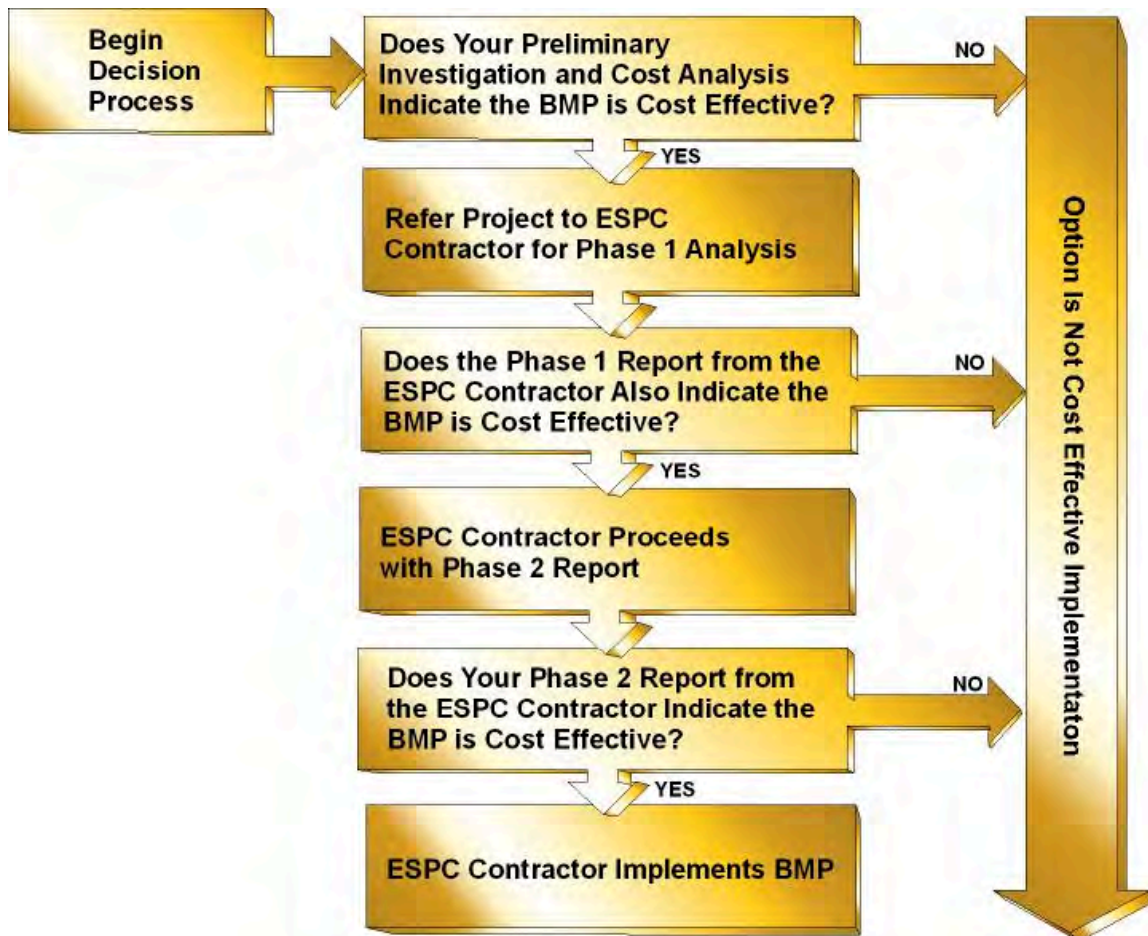 Begin
Decision
Process
Does Your Preliminary
Investigation and Cost Analysis
Indicate the BMP is Cost Effective?
NO
YES
Refer Project to ESPC
Contractor for Phase 1 Analysis
Does the Phase 1 Report from the
ESPC Contractor Also Indicate the
BMP is Cost Effective?
NO
YES
ESPC Contractor Proceeds
with Phase 2 Report
Does Your Phase 2 Report from
the ESPC Contractor Indicate the
BMP is Cost Effective?
NO
YES
ESPC Contractor Implements BMP
Option Is Not Cost Effective Implementaton